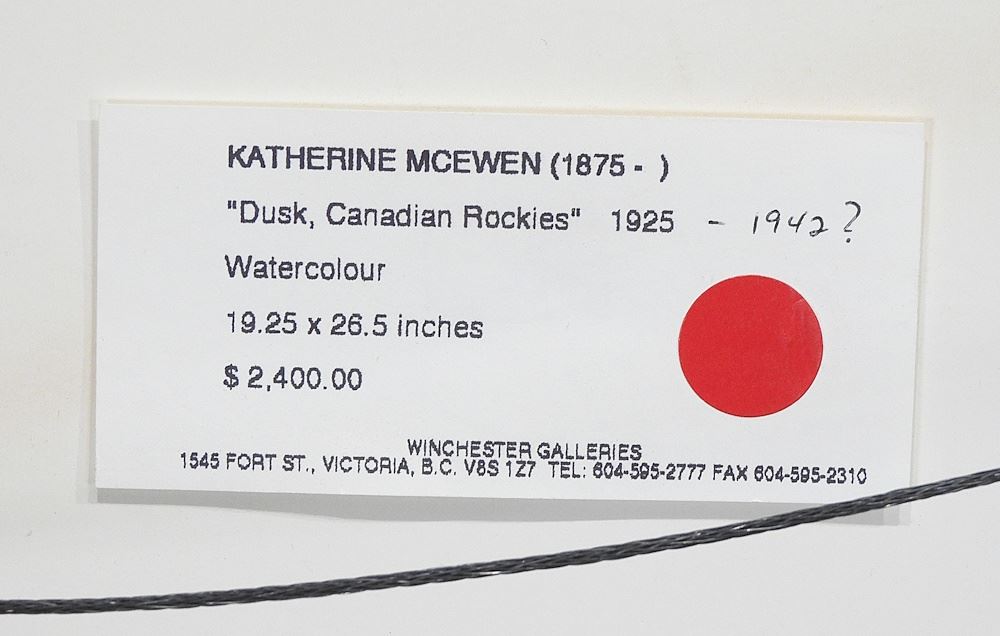 KATHERINE MCEWEN (1875 - )
"Dusk, Canadian Rockies" 1925 - 1942?
Watercolour
19.25 x 26.5 inches
$ 2,400.00
WINCHESTER GALLERIES
1545 FORT ST., VICTORIA, B.C. V8S 1Z7 TEL: 604-595-2777 FAX 604-595-2310